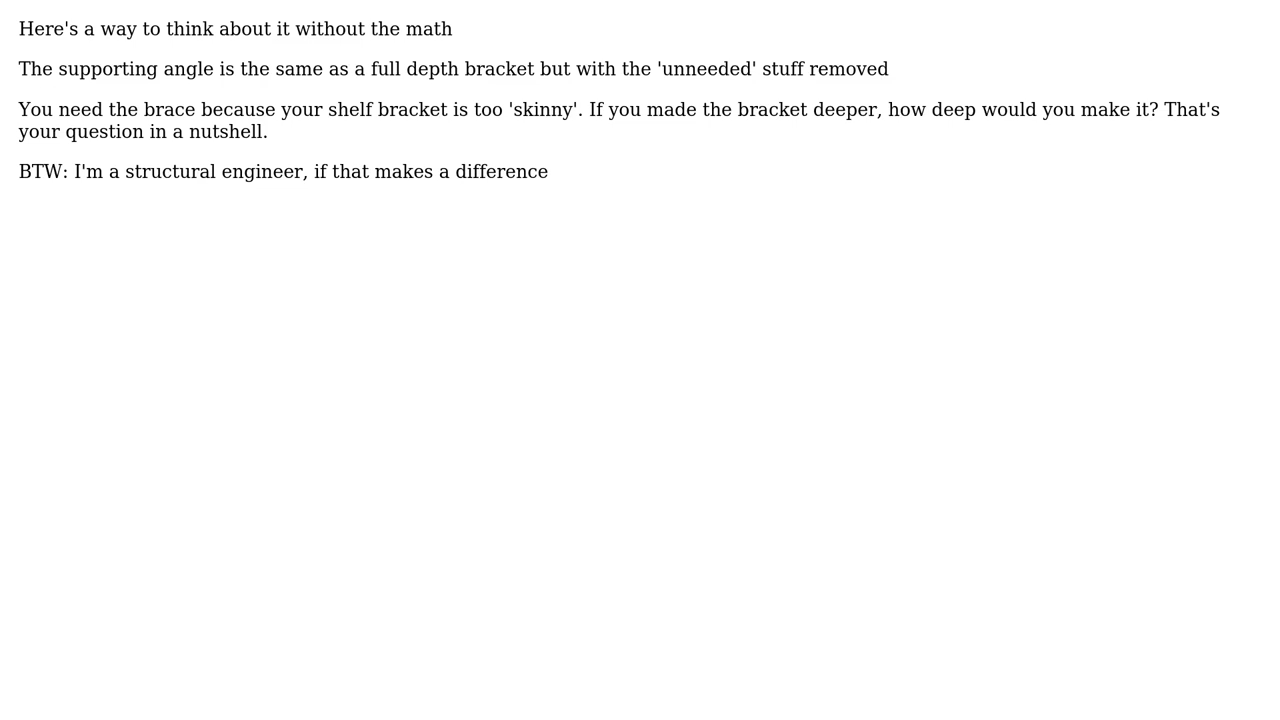 Here's a way to think about it without the math
The supporting angle is the same as a full depth bracket but with the 'unneeded' stuff removed
You need the brace because your shelf bracket is too 'skinny'. If you made the bracket deeper, how deep would you make it? That's
your question in a nutshell.
BTW: I'm a structural engineer, if that makes a difference